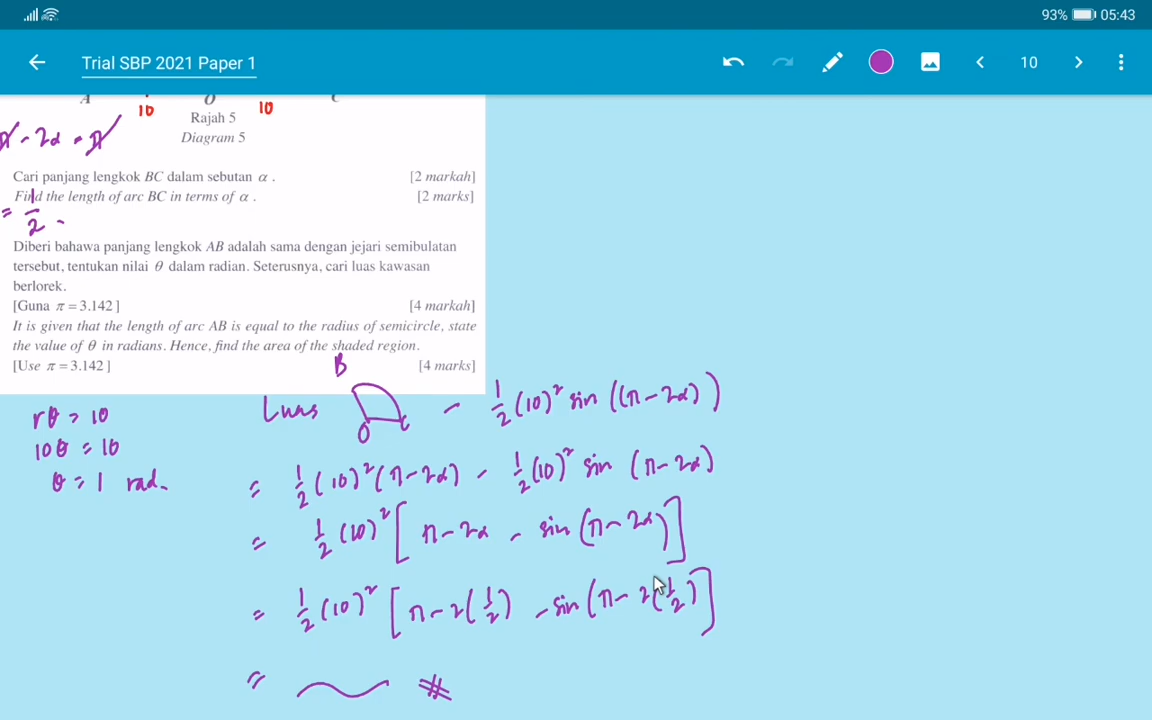 93% 05:43
Trial SBP 2021 Paper 1 10
A O C
10 10
Rajah 5
Diagram 5
π - 2α - π
Cari panjang lengkok BC dalam sebutan α . [2 markah]
Find the length of arc BC in terms of α . [2 marks]
= 1/2
Diberi bahawa panjang lengkok AB adalah sama dengan jejari semibulatan
tersebut, tentukan nilai θ dalam radian. Seterusnya, cari luas kawasan
berlorek.
[Guna π = 3.142 ] [4 markah]
It is given that the length of arc AB is equal to the radius of semicircle, state
the value of θ in radians. Hence, find the area of the shaded region.
[Use π = 3.142 ] [4 marks]
B
Luas O C - 1/2 (10)² sin ((π - 2α))
rθ = 10
10θ = 10
θ = 1 rad.
= 1/2 (10)² (π - 2α) - 1/2 (10)² sin (π - 2α)
= 1/2 (10)² [ π - 2α - sin (π - 2α) ]
= 1/2 (10)² [ π - 2(1/2) - sin (π - 2(1/2) ]
= #